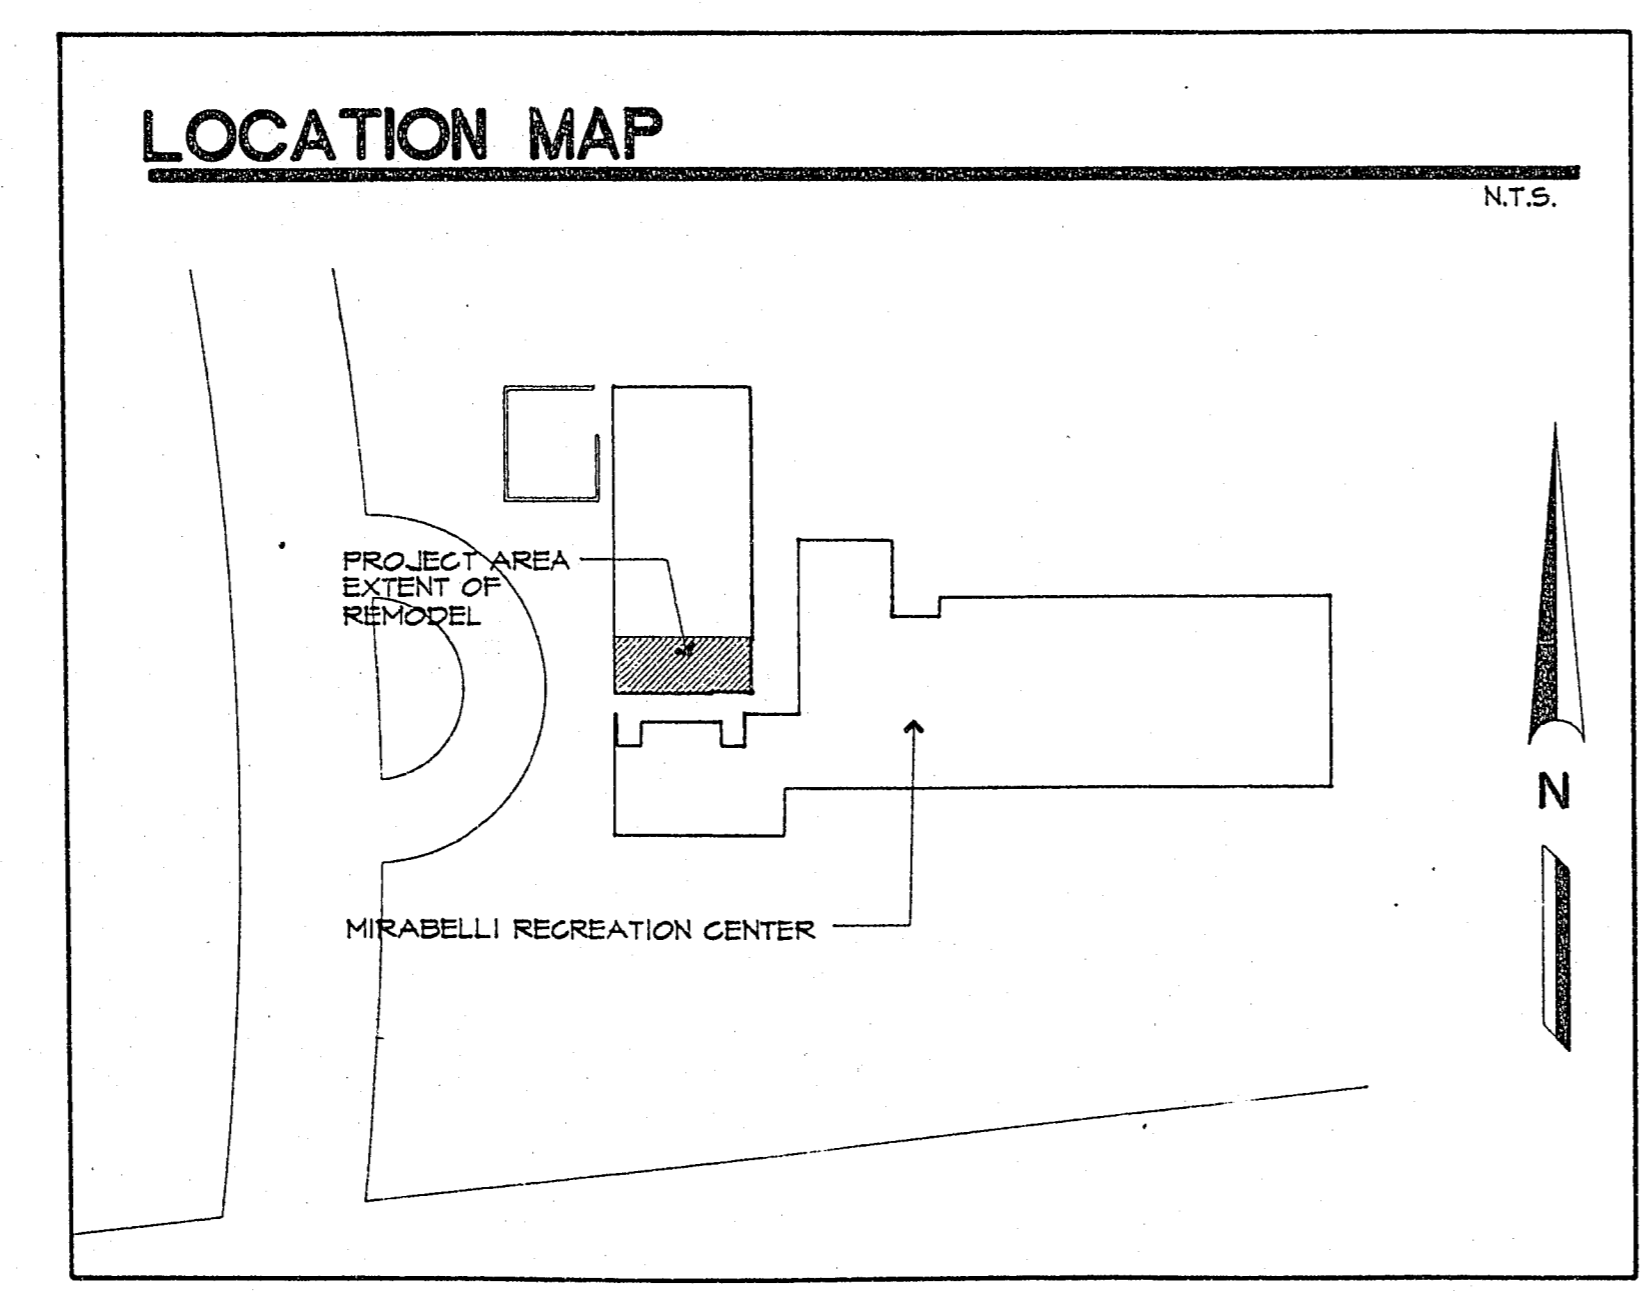 LOCATION MAP
N.T.S.
PROJECT AREA
EXTENT OF
REMODEL
MIRABELLI RECREATION CENTER
N